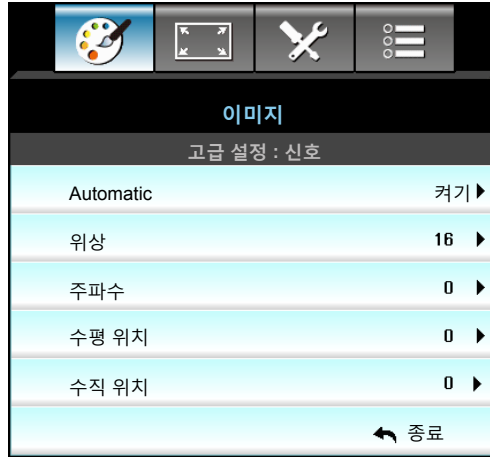 이미지
고급 설정 : 신호
Automatic 켜기
위상 16
주파수 0
수평 위치 0
수직 위치 0
종료